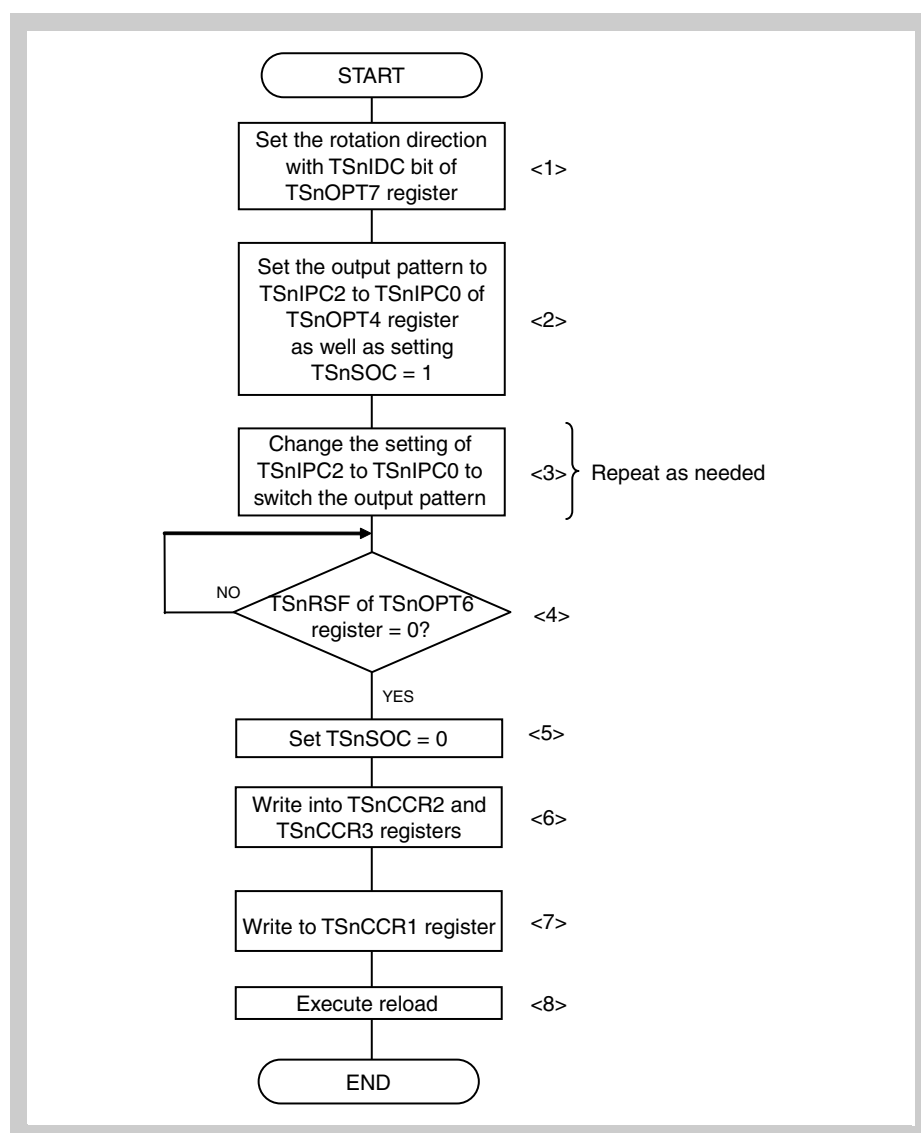 START
Set the rotation direction
with TSnIDC bit of
TSnOPT7 register
<1>
Set the output pattern to
TSnIPC2 to TSnIPC0 of
TSnOPT4 register
as well as setting
TSnSOC = 1
<2>
Change the setting of
TSnIPC2 to TSnIPC0 to
switch the output pattern
<3>
Repeat as needed
NO
TSnRSF of TSnOPT6
register = 0?
<4>
YES
Set TSnSOC = 0
<5>
Write into TSnCCR2 and
TSnCCR3 registers
<6>
Write to TSnCCR1 register
<7>
Execute reload
<8>
END